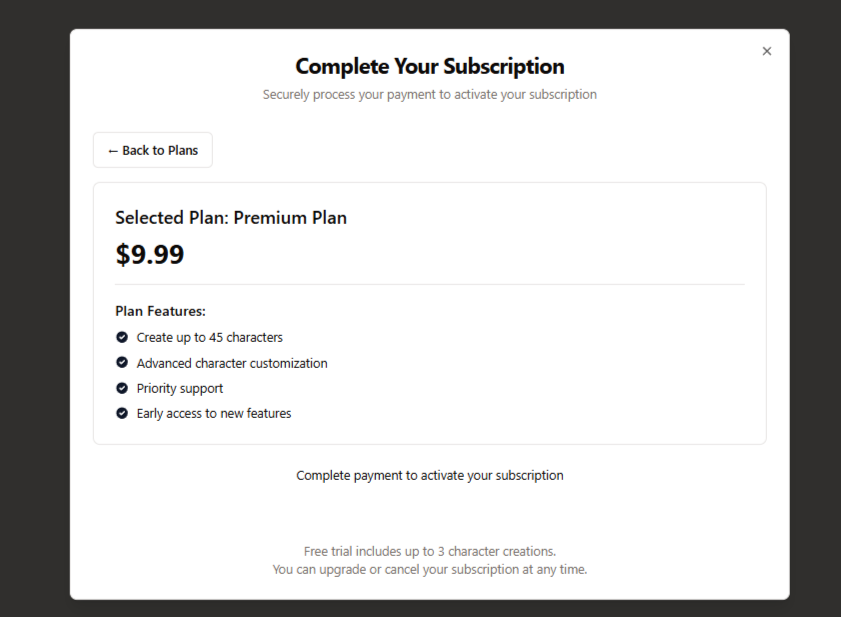 ×
Complete Your Subscription
Securely process your payment to activate your subscription
← Back to Plans
Selected Plan: Premium Plan
$9.99
Plan Features:
Create up to 45 characters
Advanced character customization
Priority support
Early access to new features
Complete payment to activate your subscription
Free trial includes up to 3 character creations.
You can upgrade or cancel your subscription at any time.